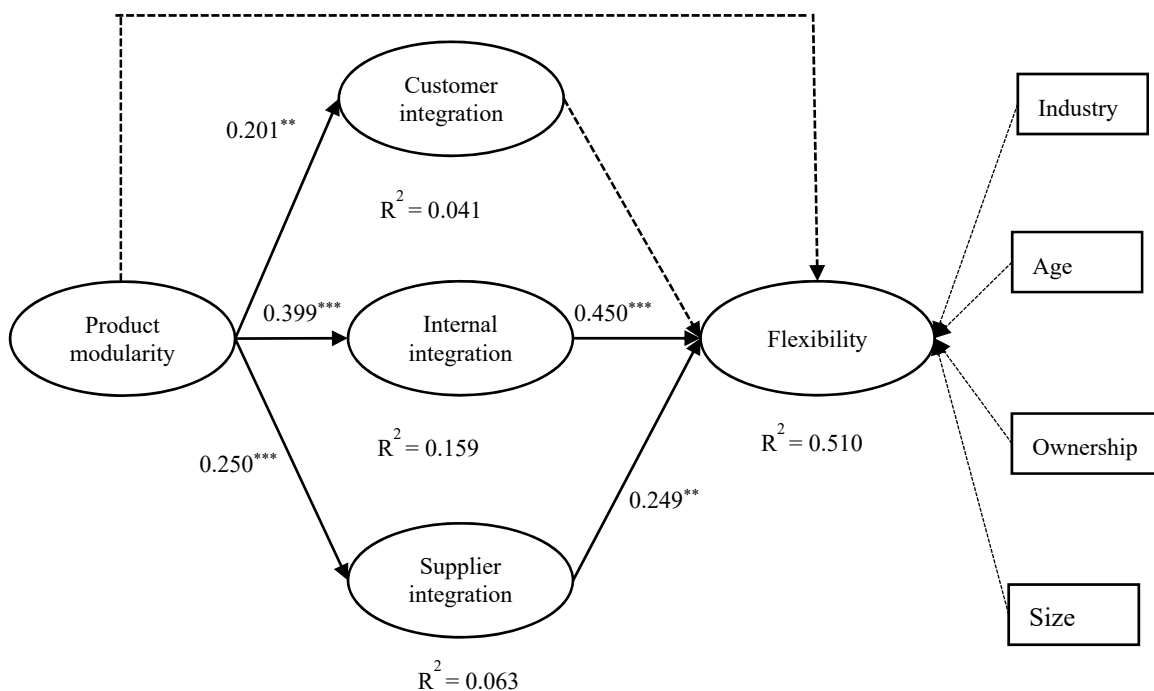 Customer
integration
Industry
0.201**
R² = 0.041
Age
Product
modularity
0.399***
Internal
integration
0.450***
Flexibility
R² = 0.159
R² = 0.510
Ownership
0.250***
0.249**
Supplier
integration
Size
R² = 0.063